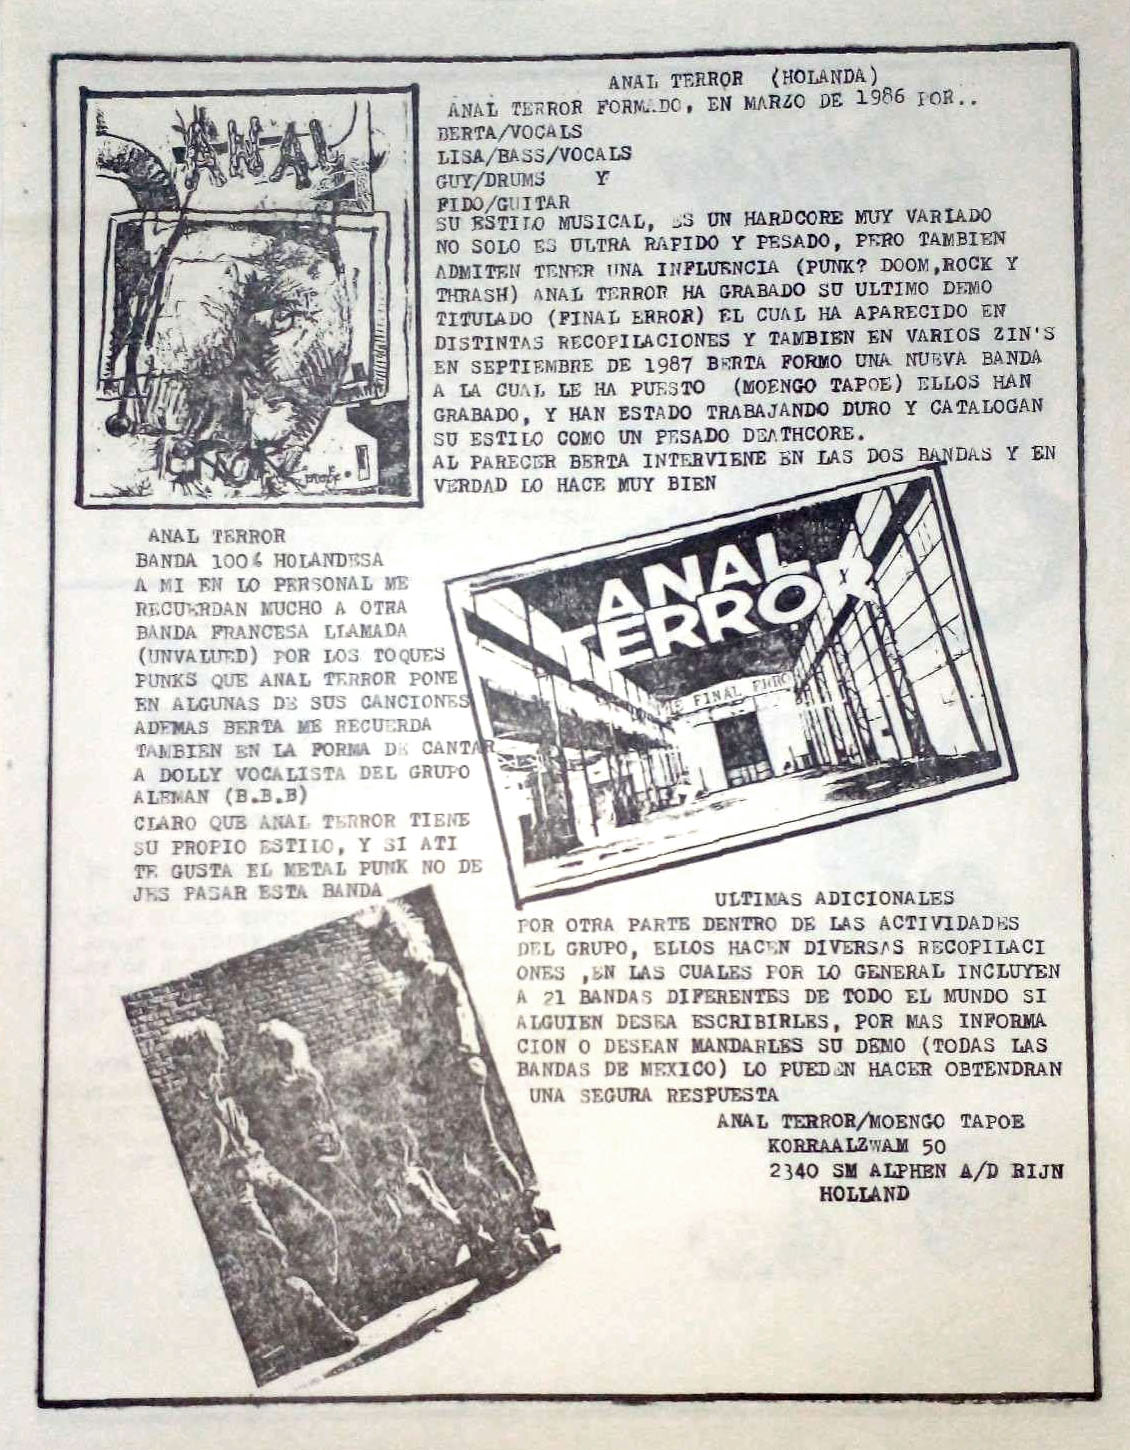 ANAL TERROR (HOLANDA)
ANAL TERROR FORMADO, EN MARZO DE 1986 POR..
BERTA/VOCALS
LISA/BASS/VOCALS
GUY/DRUMS Y
FIDO/GUITAR
SU ESTILO MUSICAL, ES UN HARDCORE MUY VARIADO
NO SOLO ES ULTRA RAPIDO Y PESADO, PERO TAMBIEN
ADMITEN TENER UNA INFLUENCIA (PUNK? DOOM,ROCK Y
THRASH) ANAL TERROR HA GRABADO SU ULTIMO DEMO
TITULADO (FINAL ERROR) EL CUAL HA APARECIDO EN
DISTINTAS RECOPILACIONES Y TAMBIEN EN VARIOS ZIN'S
EN SEPTIEMBRE DE 1987 BERTA FORMO UNA NUEVA BANDA
A LA CUAL LE HA PUESTO (MOENGO TAPOE) ELLOS HAN
GRABADO, Y HAN ESTADO TRABAJANDO DURO Y CATALOGAN
SU ESTILO COMO UN PESADO DEATHCORE.
AL PARECER BERTA INTERVIENE EN LAS DOS BANDAS Y EN
VERDAD LO HACE MUY BIEN
ANAL
ANAL TERROR
BANDA 100% HOLANDESA
A MI EN LO PERSONAL ME
RECUERDAN MUCHO A OTRA
BANDA FRANCESA LLAMADA
(UNVALUED) POR LOS TOQUES
PUNKS QUE ANAL TERROR PONE
EN ALGUNAS DE SUS CANCIONES
ADEMAS BERTA ME RECUERDA
TAMBIEN EN LA FORMA DE CANTAR
A DOLLY VOCALISTA DEL GRUPO
ALEMAN (B.B.B)
CLARO QUE ANAL TERROR TIENE
SU PROPIO ESTILO, Y SI ATI
TE GUSTA EL METAL PUNK NO DE
JES PASAR ESTA BANDA
ANAL
TERROR
FINAL
ULTIMAS ADICIONALES
POR OTRA PARTE DENTRO DE LAS ACTIVIDADES
DEL GRUPO, ELLOS HACEN DIVERSAS RECOPILACI
ONES ,EN LAS CUALES POR LO GENERAL INCLUYEN
A 21 BANDAS DIFERENTES DE TODO EL MUNDO SI
ALGUIEN DESEA ESCRIBIRLES, POR MAS INFORMA
CION O DESEAN MANDARLES SU DEMO (TODAS LAS
BANDAS DE MEXICO) LO PUEDEN HACER OBTENDRAN
UNA SEGURA RESPUESTA
ANAL TERROR/MOENGO TAPOE
KORRAALZWAM 50
2340 SM ALPHEN A/D RIJN
HOLLAND